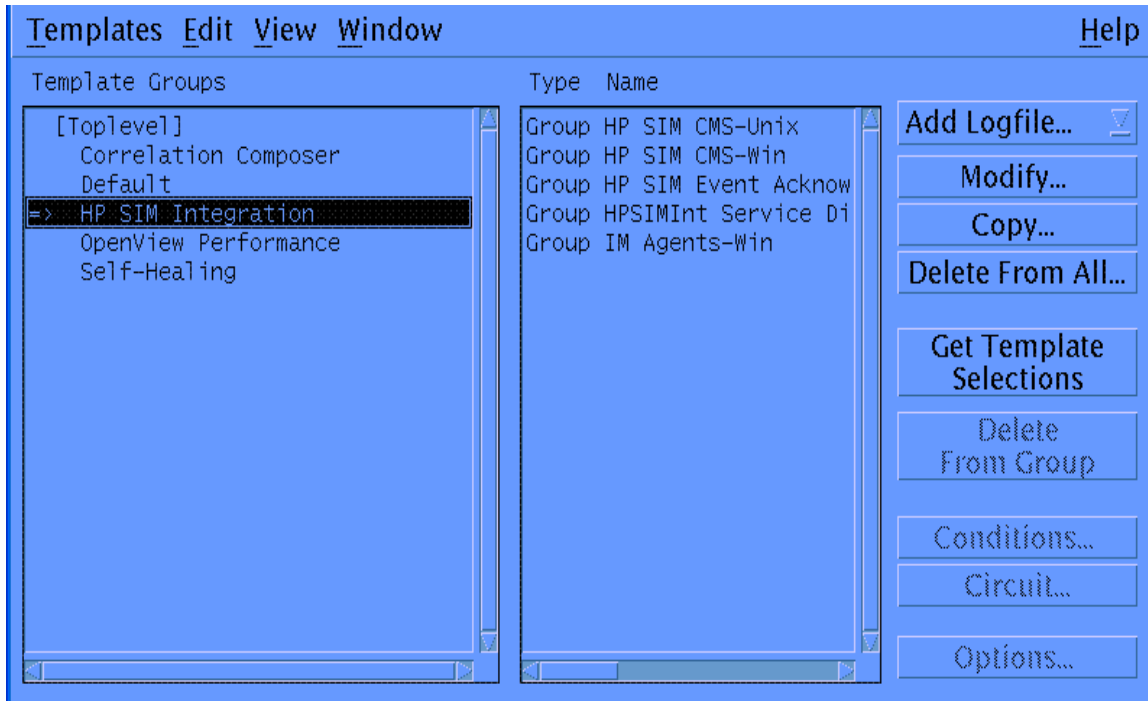 Templates Edit View Window Help
Template Groups
[Toplevel]
Correlation Composer
Default
=> HP SIM Integration
OpenView Performance
Self-Healing
Type Name
Group HP SIM CMS-Unix
Group HP SIM CMS-Win
Group HP SIM Event Acknow
Group HPSIMInt Service Di
Group IM Agents-Win
Add Logfile...
Modify...
Copy...
Delete From All...
Get Template
Selections
Delete
From Group
Conditions...
Circuit...
Options...